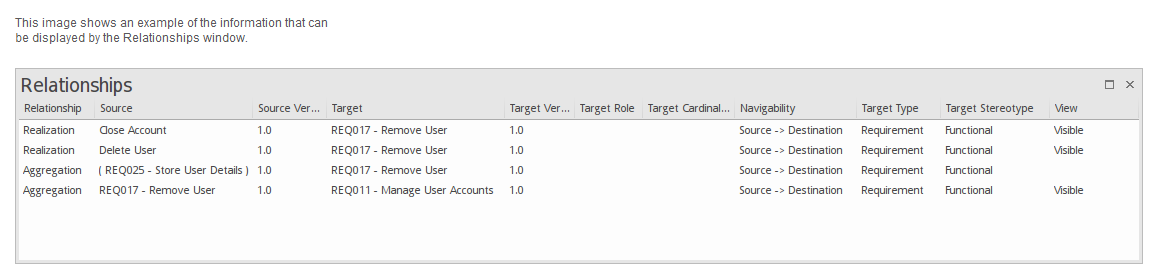 This image shows an example of the information that can
be displayed by the Relationships window.
Relationships
Relationship Source Source Ver... Target Target Ver... Target Role Target Cardinal... Navigability Target Type Target Stereotype View
Realization Close Account 1.0 REQ017 - Remove User 1.0 Source -> Destination Requirement Functional Visible
Realization Delete User 1.0 REQ017 - Remove User 1.0 Source -> Destination Requirement Functional Visible
Aggregation ( REQ025 - Store User Details ) 1.0 REQ017 - Remove User 1.0 Source -> Destination Requirement Functional
Aggregation REQ017 - Remove User 1.0 REQ011 - Manage User Accounts 1.0 Source -> Destination Requirement Functional Visible